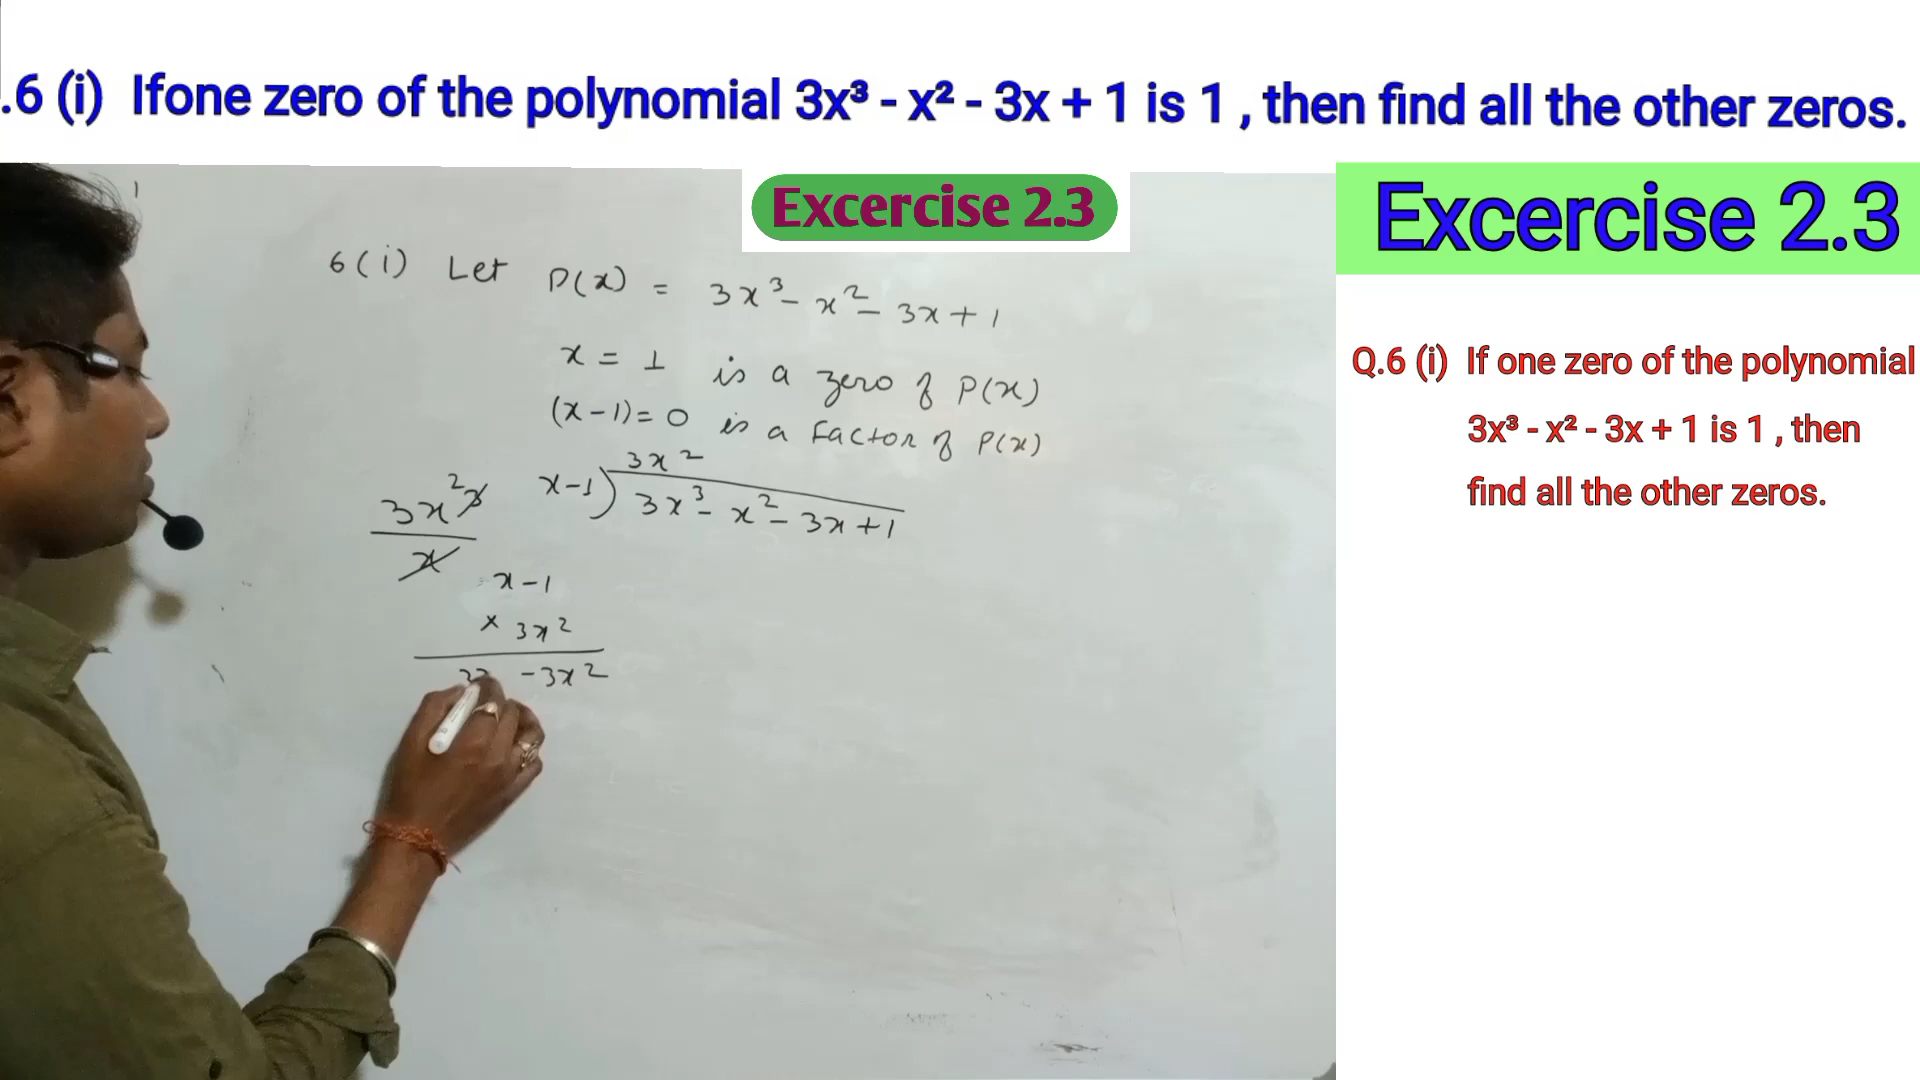 .6 (i) Ifone zero of the polynomial 3x³ - x² - 3x + 1 is 1 , then find all the other zeros.
Excercise 2.3
Excercise 2.3
Q.6 (i) If one zero of the polynomial
3x³ - x² - 3x + 1 is 1 , then
find all the other zeros.
6(i) Let P(x) = 3x³ - x² - 3x + 1
x = 1 is a zero of P(x)
(x-1) = 0 is a factor of P(x)
3x²
x-1) 3x³ - x² - 3x + 1
3x²x
x
x-1
× 3x²
-3x²